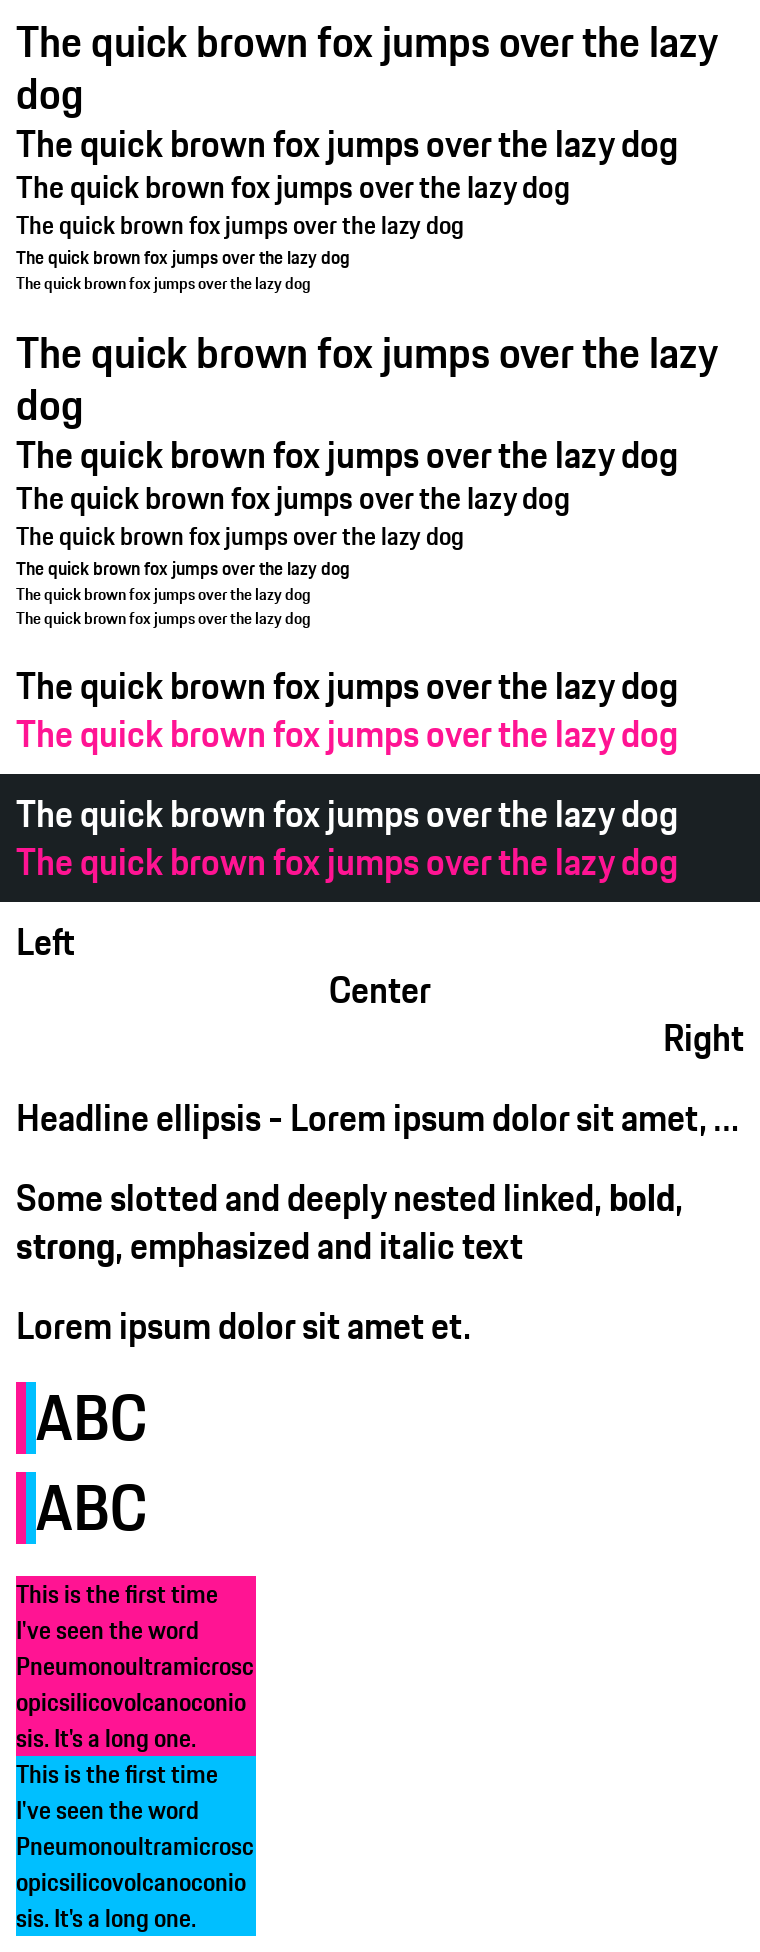 The quick brown fox jumps over the lazy
dog
The quick brown fox jumps over the lazy dog
The quick brown fox jumps over the lazy dog
The quick brown fox jumps over the lazy dog
The quick brown fox jumps over the lazy dog
The quick brown fox jumps over the lazy dog
The quick brown fox jumps over the lazy
dog
The quick brown fox jumps over the lazy dog
The quick brown fox jumps over the lazy dog
The quick brown fox jumps over the lazy dog
The quick brown fox jumps over the lazy dog
The quick brown fox jumps over the lazy dog
The quick brown fox jumps over the lazy dog
The quick brown fox jumps over the lazy dog
The quick brown fox jumps over the lazy dog
The quick brown fox jumps over the lazy dog
The quick brown fox jumps over the lazy dog
Left
Center
Right
Headline ellipsis - Lorem ipsum dolor sit amet, ...
Some slotted and deeply nested linked, bold,
strong, emphasized and italic text
Lorem ipsum dolor sit amet et.
ABC
ABC
This is the first time
I've seen the word
Pneumonoultramicrosc
opicsilicovolcanoconio
sis. It's a long one.
This is the first time
I've seen the word
Pneumonoultramicrosc
opicsilicovolcanoconio
sis. It's a long one.